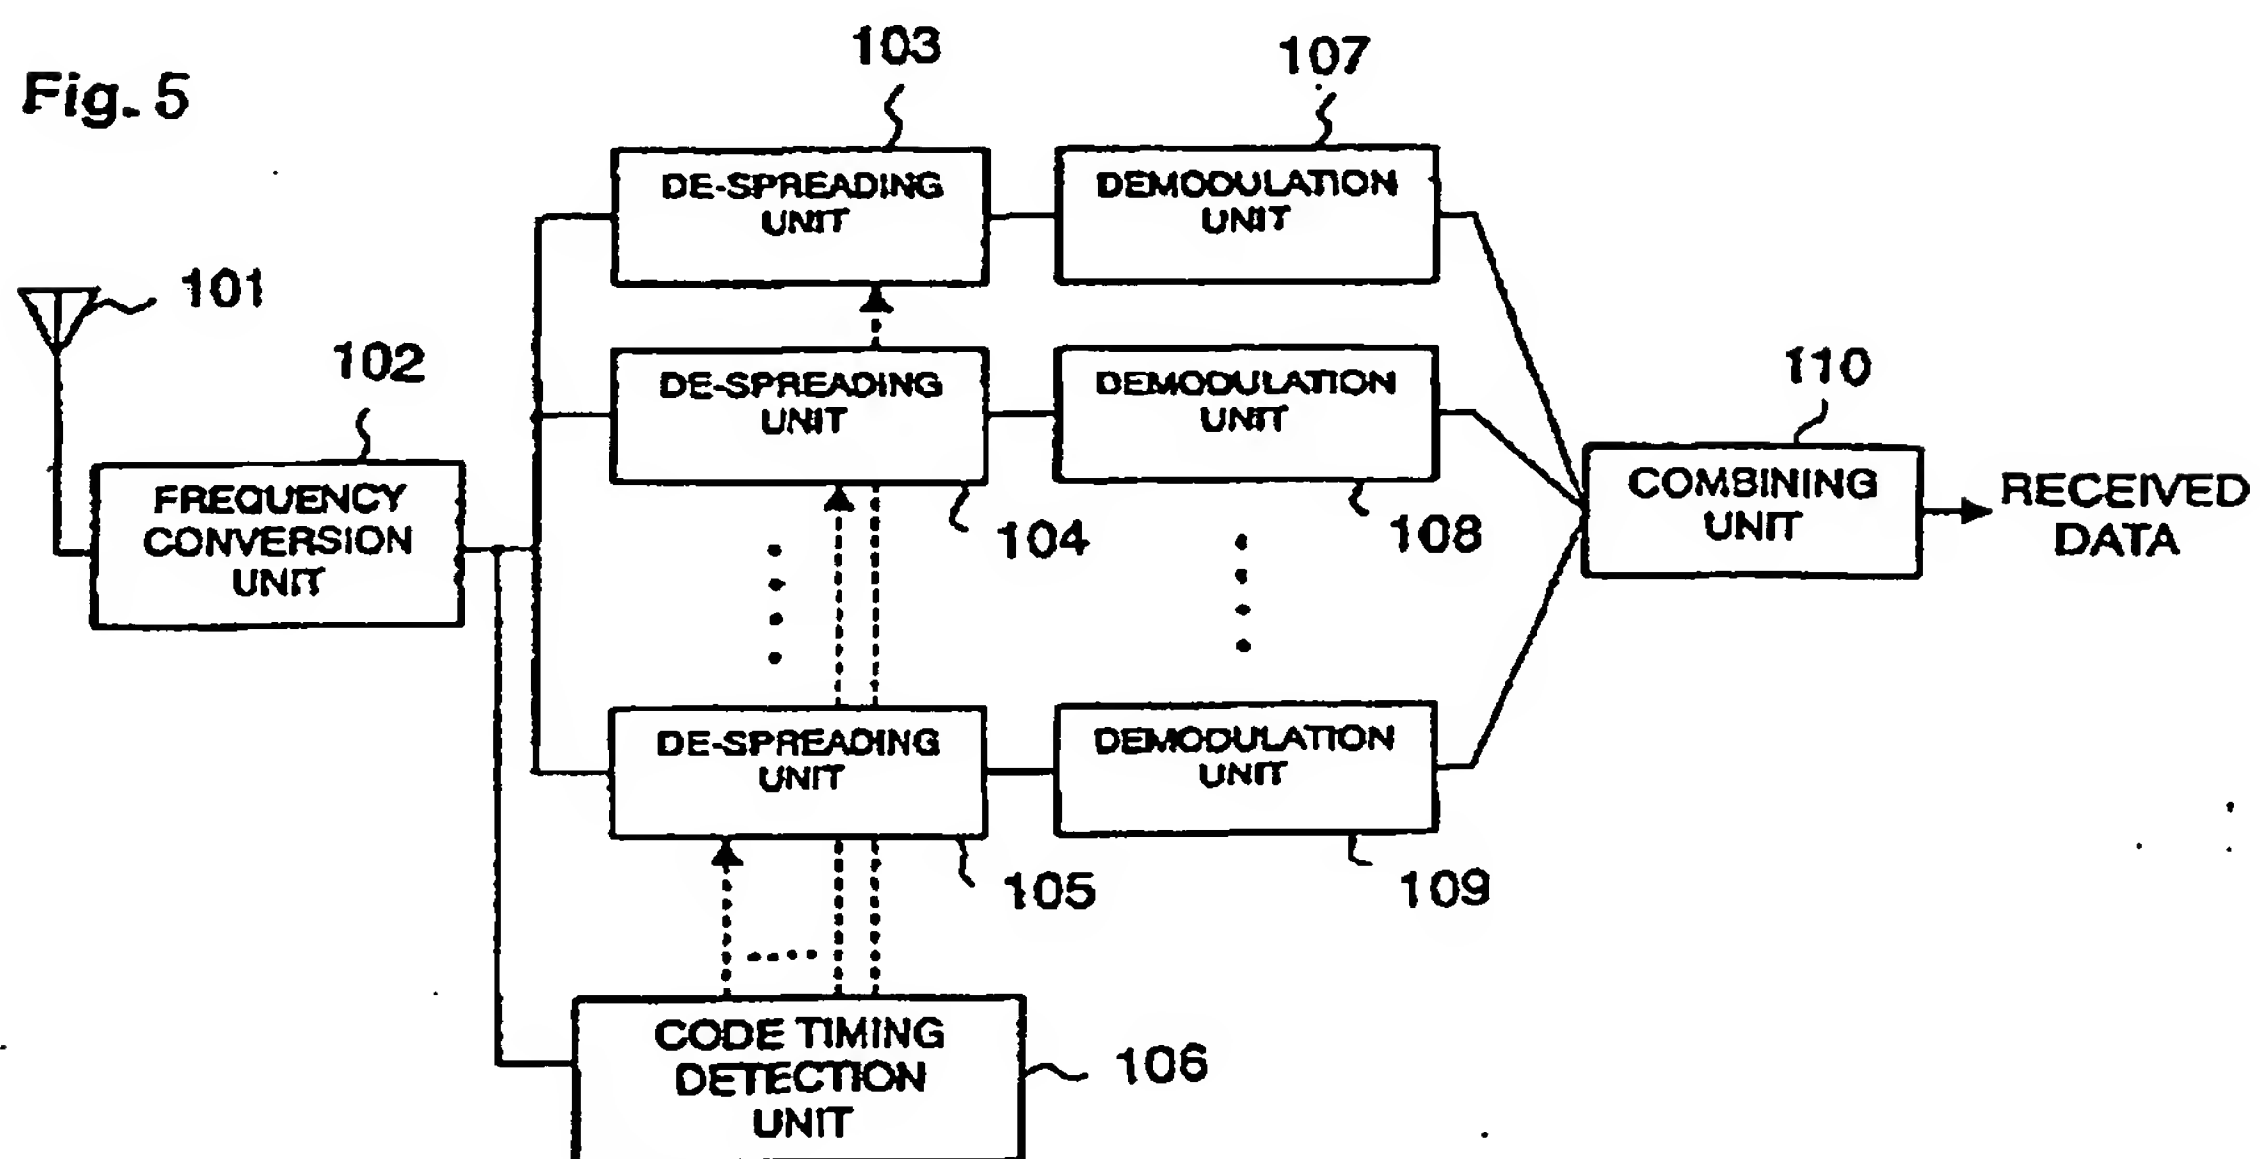 Fig. 5
103
107
DE-SPREADING
UNIT
DEMODULATION
UNIT
101
102
DE-SPREADING
UNIT
DEMODULATION
UNIT
110
FREQUENCY
CONVERSION
UNIT
104
108
COMBINING
UNIT
RECEIVED
DATA
DE-SPREADING
UNIT
DEMODULATION
UNIT
105
109
CODE TIMING
DETECTION
UNIT
106